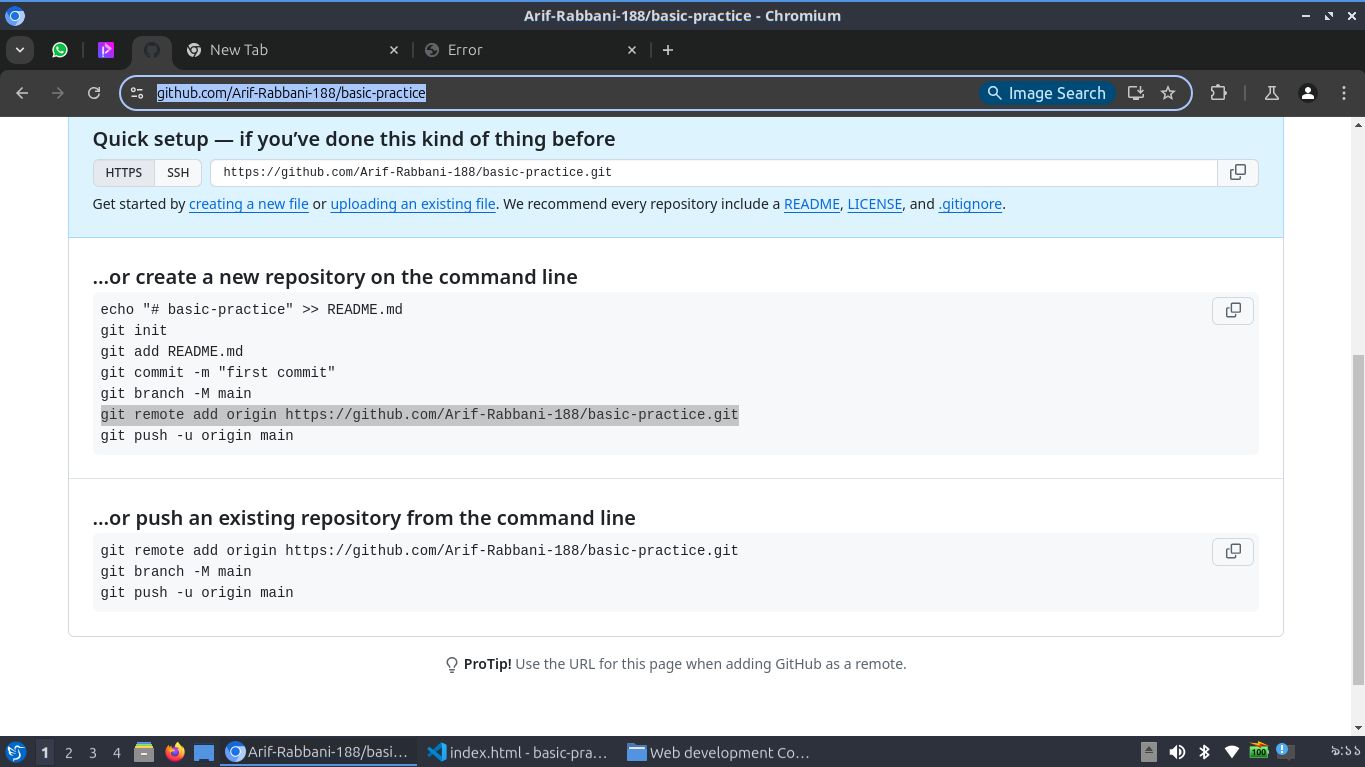 Arif-Rabbani-188/basic-practice - Chromium
New Tab
Error
github.com/Arif-Rabbani-188/basic-practice
Image Search
Quick setup — if you’ve done this kind of thing before
HTTPS SSH https://github.com/Arif-Rabbani-188/basic-practice.git
Get started by creating a new file or uploading an existing file. We recommend every repository include a README, LICENSE, and .gitignore.
…or create a new repository on the command line
echo "# basic-practice" >> README.md
git init
git add README.md
git commit -m "first commit"
git branch -M main
git remote add origin https://github.com/Arif-Rabbani-188/basic-practice.git
git push -u origin main
…or push an existing repository from the command line
git remote add origin https://github.com/Arif-Rabbani-188/basic-practice.git
git branch -M main
git push -u origin main
ProTip! Use the URL for this page when adding GitHub as a remote.
1 2 3 4 Arif-Rabbani-188/basi... index.html - basic-pra... Web development Co... 100 ৯:১১